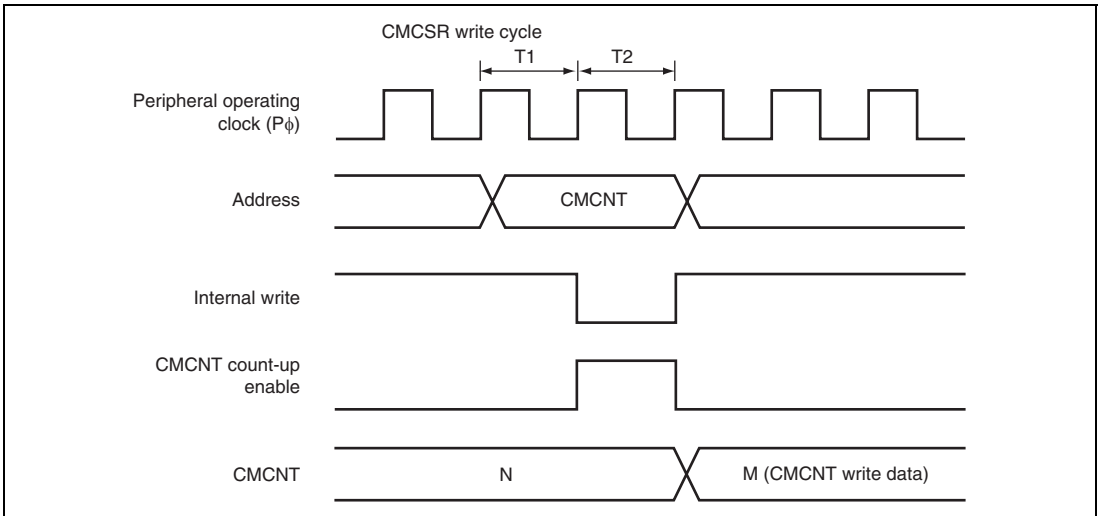 CMCSR write cycle
T1 T2
Peripheral operating
clock (Pϕ)
Address
CMCNT
Internal write
CMCNT count-up
enable
CMCNT
N
M (CMCNT write data)